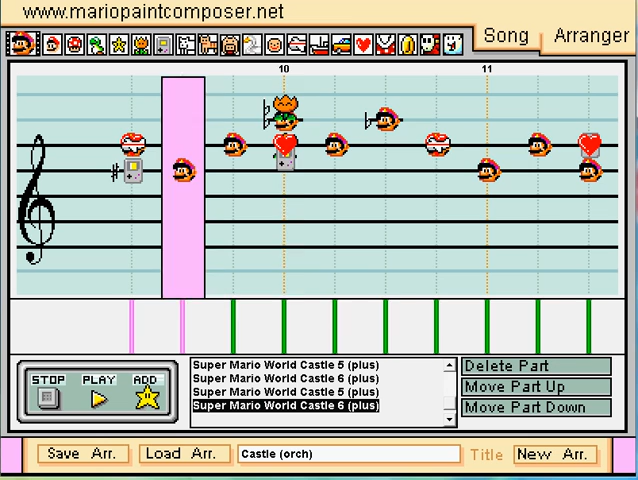 www.mariopaintcomposer.net
Song
Arranger
10
11
STOP
PLAY
ADD
Super Mario World Castle 5 (plus)
Super Mario World Castle 6 (plus)
Super Mario World Castle 5 (plus)
Super Mario World Castle 6 (plus)
Delete Part
Move Part Up
Move Part Down
Save Arr.
Load Arr.
Castle (orch)
Title
New Arr.